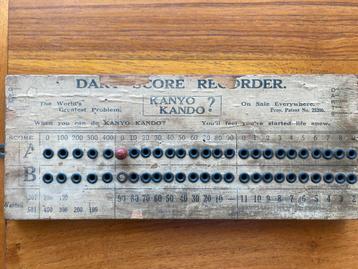 DART SCORE RECORDER.
The World's Greatest Problem.
KANYO KANDO ?
On Sale Everywhere.
Prov. Patent No.
When you can do KANYO KANDO? You'll feel you've started life anew.
SCORE 0 100 200 300 400 0 10 20 30 40 50 60 70 80 90 0 1 2 3 4 5 6 7 8 9
A
B
90 80 70 60 50 40 30 20 10 — 11 10 9 8 7 6 5 4 3 2
501 400 300 200 100